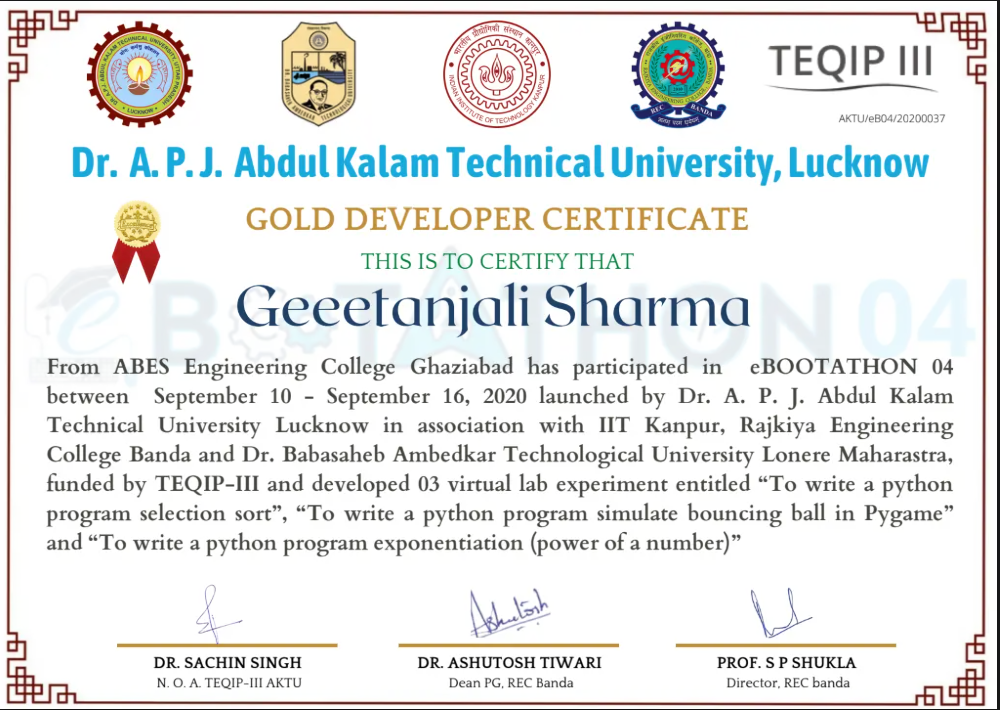 TEQIP III
AKTU/eB04/20200037
Dr. A. P. J. Abdul Kalam Technical University, Lucknow
GOLD DEVELOPER CERTIFICATE
THIS IS TO CERTIFY THAT
Geeetanjali Sharma
eBOOTATHON 04
From ABES Engineering College Ghaziabad has participated in eBOOTATHON 04
between September 10 - September 16, 2020 launched by Dr. A. P. J. Abdul Kalam
Technical University Lucknow in association with IIT Kanpur, Rajkiya Engineering
College Banda and Dr. Babasaheb Ambedkar Technological University Lonere Maharastra,
funded by TEQIP-III and developed 03 virtual lab experiment entitled “To write a python
program selection sort”, “To write a python program simulate bouncing ball in Pygame”
and “To write a python program exponentiation (power of a number)”
Ashutosh
DR. SACHIN SINGH
N. O. A. TEQIP-III AKTU
DR. ASHUTOSH TIWARI
Dean PG, REC Banda
PROF. S P SHUKLA
Director, REC banda